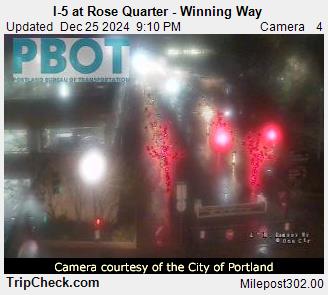 I-5 at Rose Quarter - Winning Way
Updated Dec 25 2024 9:10 PM Camera 4
PBOT
PORTLAND BUREAU OF TRANSPORTATION
Camera courtesy of the City of Portland
TripCheck.com Milepost302.00